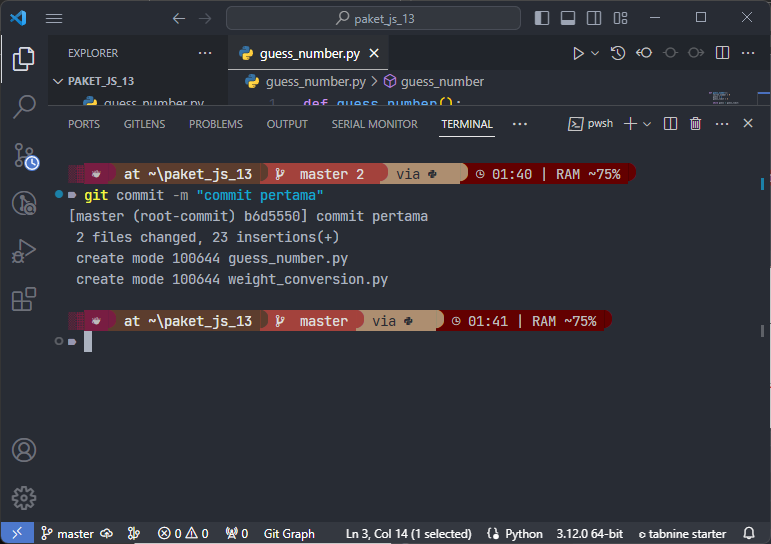 paket_js_13
EXPLORER
guess_number.py
PAKET_JS_13
guess_number.py > guess_number
guess_number.py
1 def guess_number():
PORTS GITLENS PROBLEMS OUTPUT SERIAL MONITOR TERMINAL pwsh
at ~\paket_js_13 master 2 via 01:40 | RAM ~75%
git commit -m "commit pertama"
[master (root-commit) b6d5550] commit pertama
2 files changed, 23 insertions(+)
create mode 100644 guess_number.py
create mode 100644 weight_conversion.py
at ~\paket_js_13 master via 01:41 | RAM ~75%
master 0 0 0 Git Graph Ln 3, Col 14 (1 selected) Python 3.12.0 64-bit tabnine starter